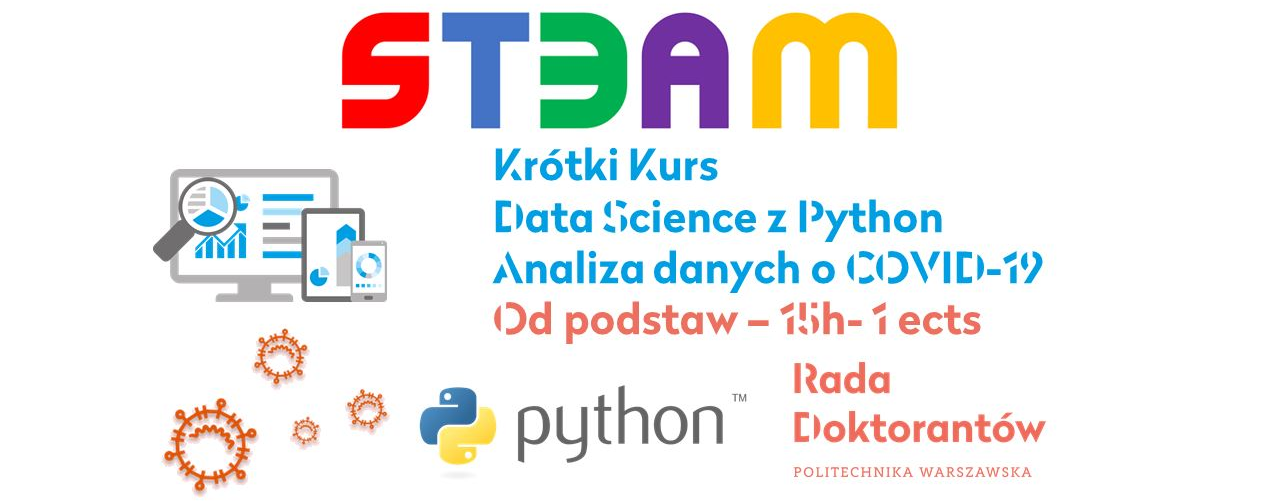 STEAM
Krótki Kurs
Data Science z Python
Analiza danych o COVID-19
Od podstaw – 15h- 1 ects
python™
Rada
Doktorantów
POLITECHNIKA WARSZAWSKA